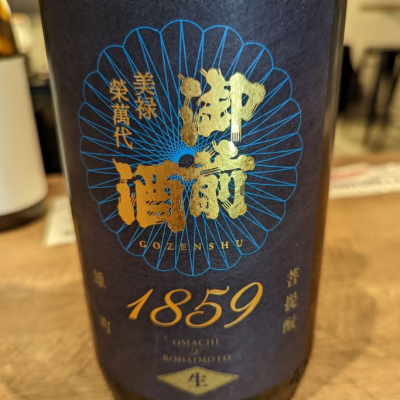 美禄
榮萬代
御前
酒
GOZENSHU
1859
雄町
菩提酛
OMACHI
&
BODAIMOTO
生